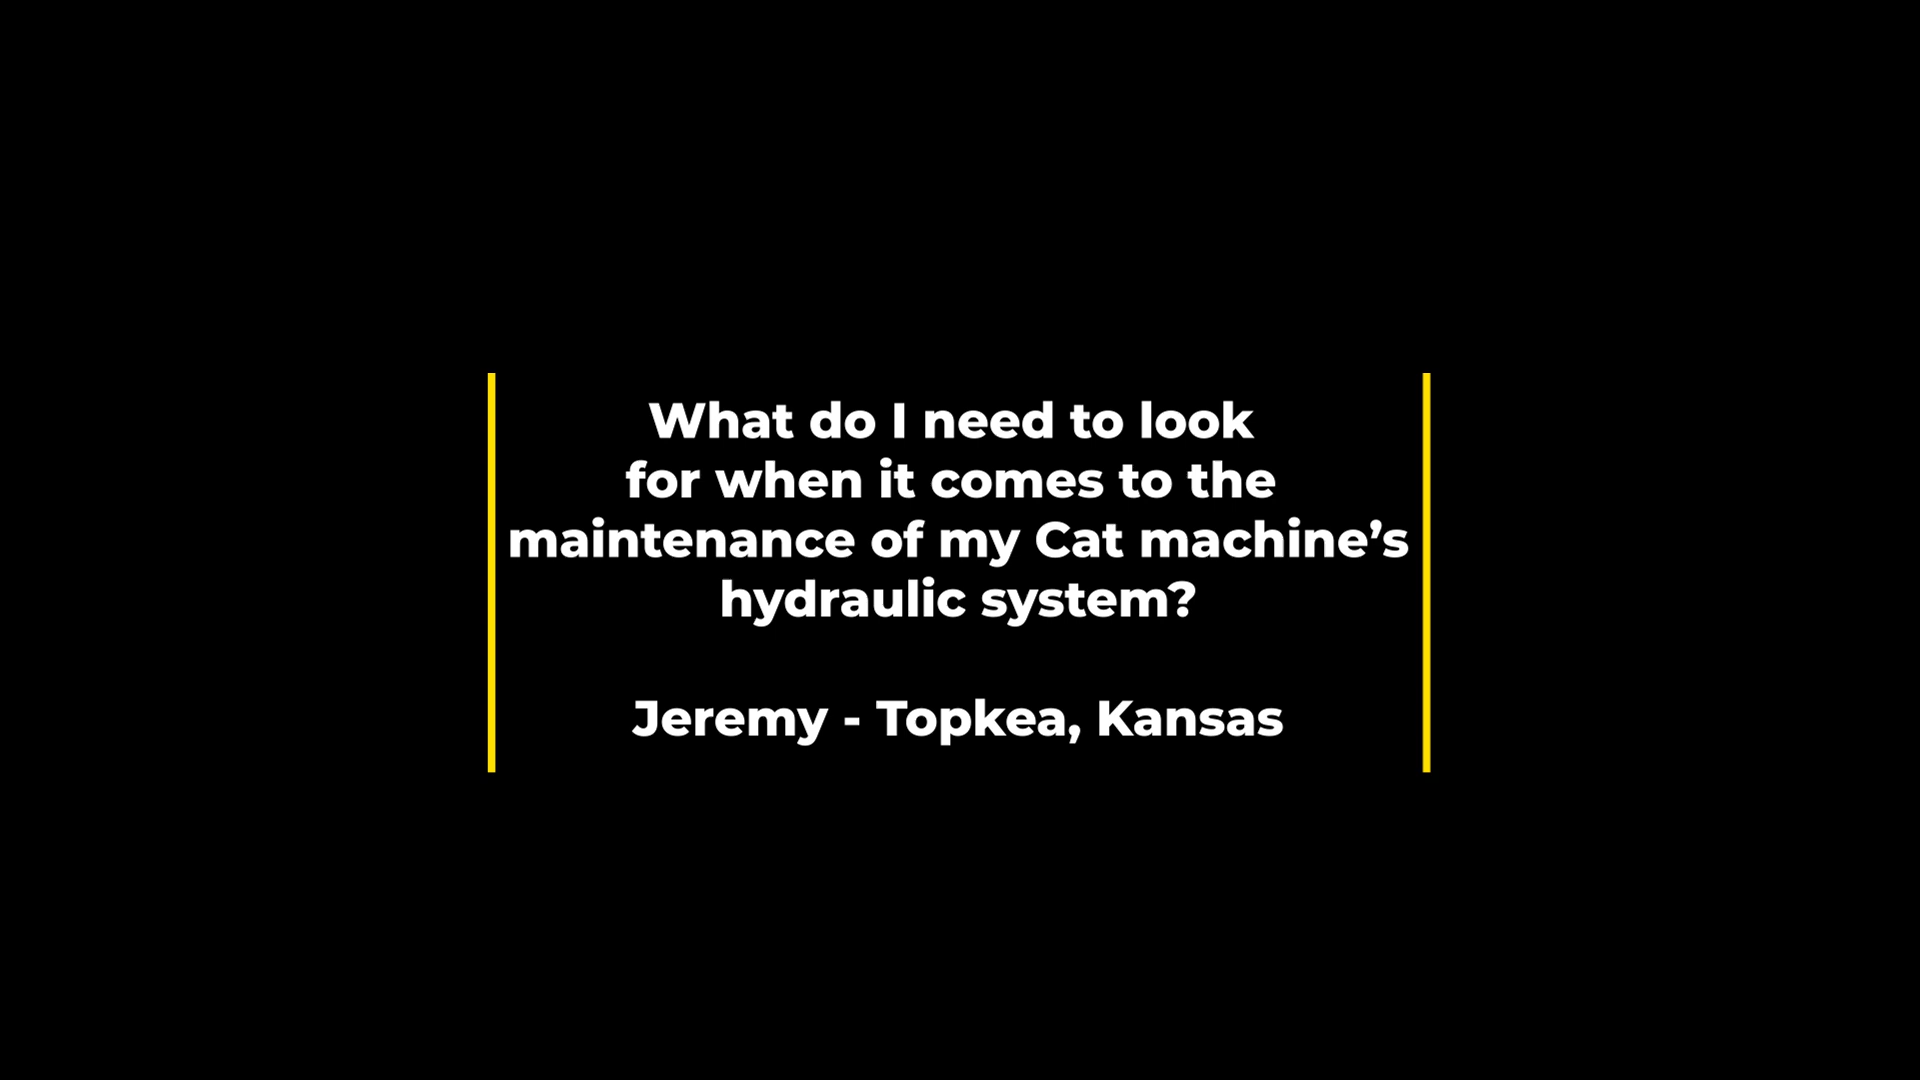 What do I need to look
for when it comes to the
maintenance of my Cat machine’s
hydraulic system?
Jeremy - Topkea, Kansas